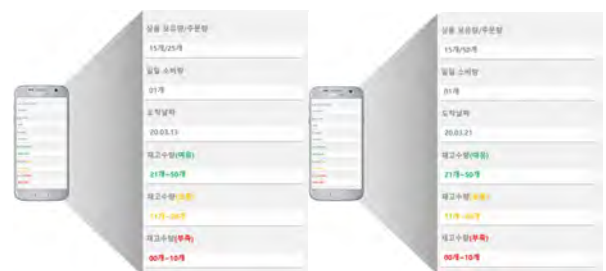 상품 보유량/주문량
15개/25개
일일 소비량
01개
도착날짜
20.03.13
재고수량(여유)
21개~50개
재고수량(보통)
11개~20개
재고수량(부족)
00개~10개
상품 보유량/주문량
15개/50개
일일 소비량
01개
도착날짜
20.03.21
재고수량(여유)
21개~50개
재고수량(보통)
11개~20개
재고수량(부족)
00개~10개